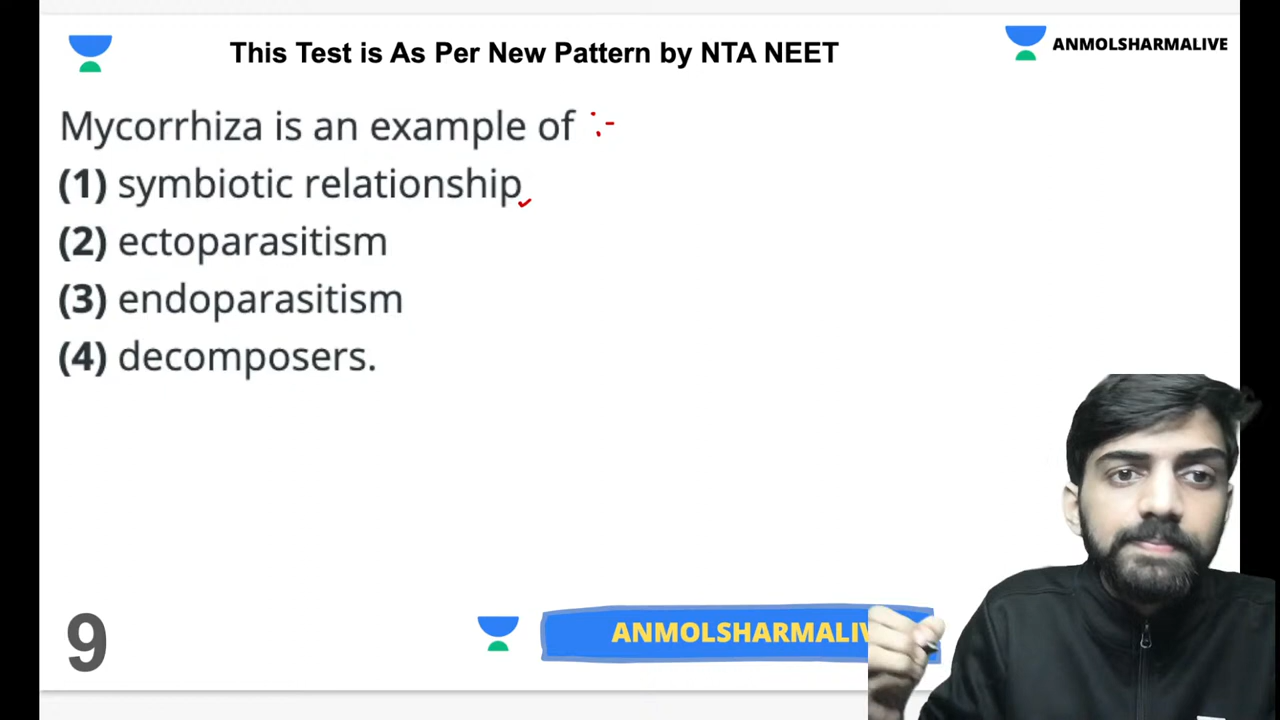 This Test is As Per New Pattern by NTA NEET
ANMOLSHARMALIVE
Mycorrhiza is an example of :-
(1) symbiotic relationship
(2) ectoparasitism
(3) endoparasitism
(4) decomposers.
9